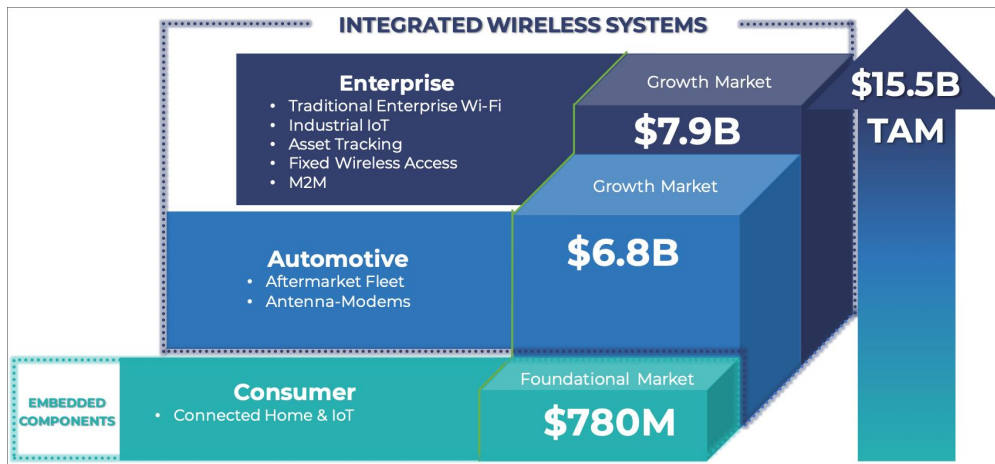 INTEGRATED WIRELESS SYSTEMS
Enterprise
• Traditional Enterprise Wi-Fi
• Industrial IoT
• Asset Tracking
• Fixed Wireless Access
• M2M
Growth Market
$7.9B
$15.5B
TAM
Automotive
• Aftermarket Fleet
• Antenna-Modems
Growth Market
$6.8B
EMBEDDED
COMPONENTS
Consumer
• Connected Home & IoT
Foundational Market
$780M